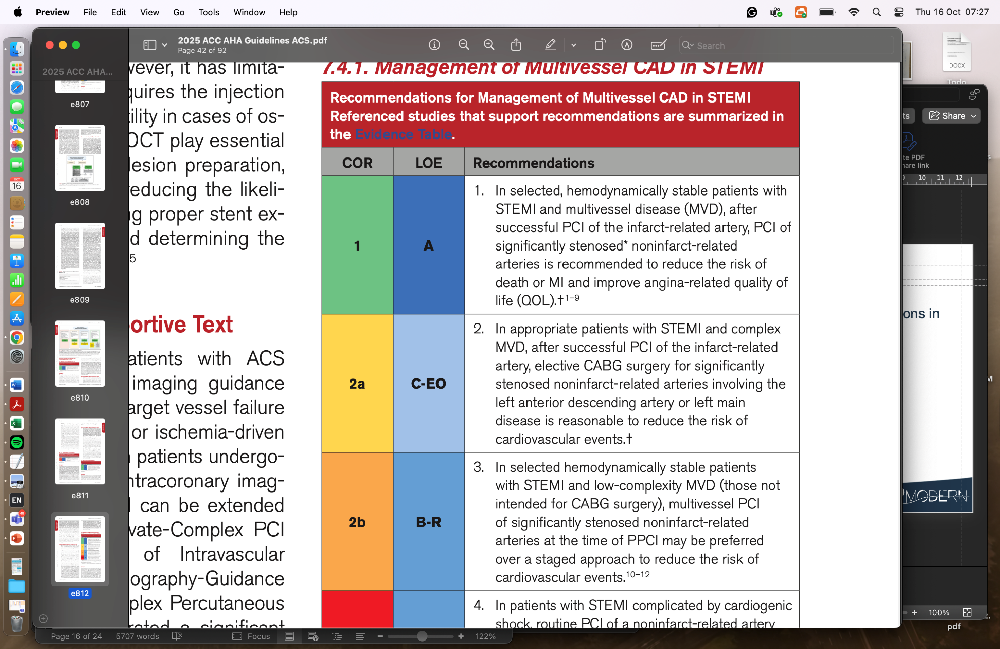 Preview File Edit View Go Tools Window Help
Thu 16 Oct 07:27
2025 ACC AHA Guidelines ACS.pdf
Page 42 of 92
Search
2025 ACC AHA...
e807
e808
e809
e810
e811
e812
wever, it has limita-
quires the injection
tility in cases of os-
OCT play essential
lesion preparation,
reducing the likeli-
ng proper stent ex-
d determining the
5
ortive Text
atients with ACS
imaging guidance
arget vessel failure
or ischemia-driven
patients undergo-
ntracoronary imag-
can be extended
vate-Complex PCI
of Intravascular
ography-Guidance
plex Percutaneous
rated a significant
7.4.1. Management of Multivessel CAD in STEMI
Recommendations for Management of Multivessel CAD in STEMI
Referenced studies that support recommendations are summarized in
the Evidence Table.
COR LOE Recommendations
1 A
1. In selected, hemodynamically stable patients with
STEMI and multivessel disease (MVD), after
successful PCI of the infarct-related artery, PCI of
significantly stenosed* noninfarct-related
arteries is recommended to reduce the risk of
death or MI and improve angina-related quality of
life (QOL).†1–9
2a C-EO
2. In appropriate patients with STEMI and complex
MVD, after successful PCI of the infarct-related
artery, elective CABG surgery for significantly
stenosed noninfarct-related arteries involving the
left anterior descending artery or left main
disease is reasonable to reduce the risk of
cardiovascular events.†
2b B-R
3. In selected hemodynamically stable patients
with STEMI and low-complexity MVD (those not
intended for CABG surgery), multivessel PCI
of significantly stenosed noninfarct-related
arteries at the time of PPCI may be preferred
over a staged approach to reduce the risk of
cardiovascular events.10–12
4. In patients with STEMI complicated by cardiogenic
shock, routine PCI of a noninfarct-related artery
DOCX
Todo
ts
Share
te PDF
hare link
9 10 11 12
ons in
MODERN
100%
pdf
OCT
16
EN
48
Page 16 of 24 5707 words Focus 122%